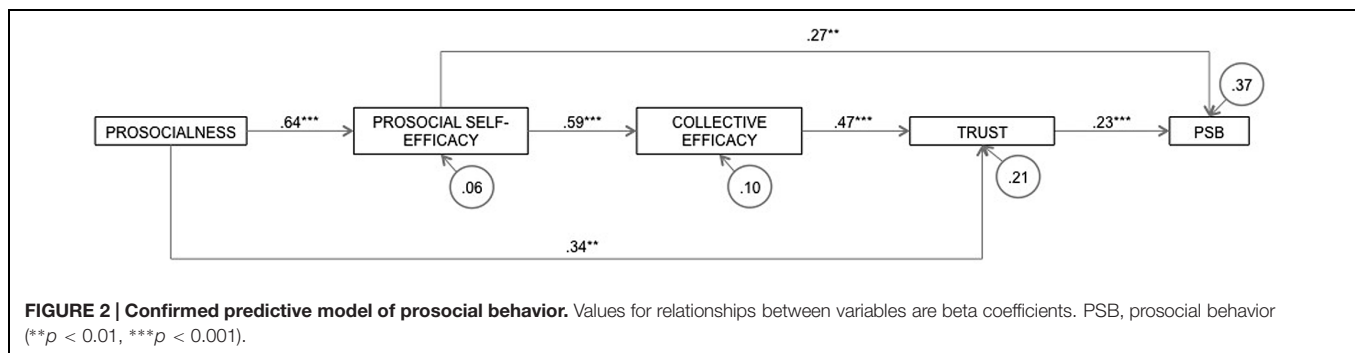 .27**
.37
PROSOCIALNESS
.64***
PROSOCIAL SELF-
EFFICACY
.59***
COLLECTIVE
EFFICACY
.47***
TRUST
.23***
PSB
.06
.10
.21
.34**
FIGURE 2 | Confirmed predictive model of prosocial behavior. Values for relationships between variables are beta coefficients. PSB, prosocial behavior
(**p < 0.01, ***p < 0.001).